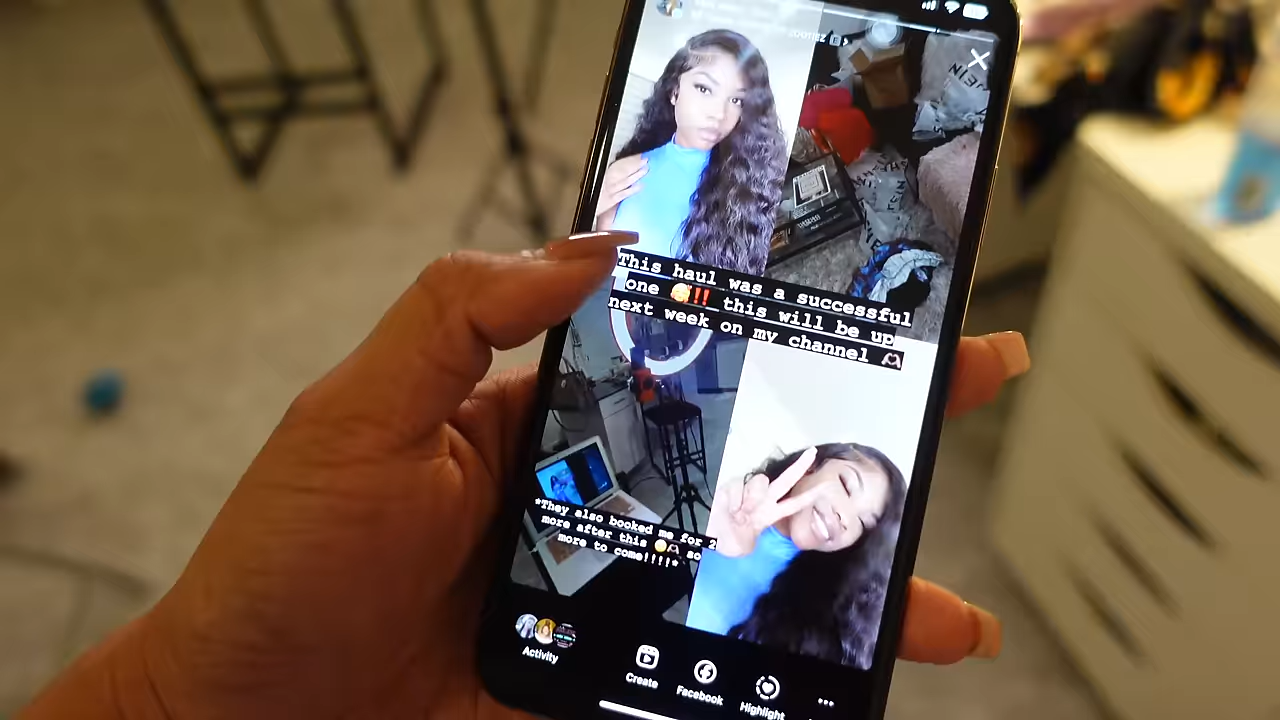 This haul was a successful
one 🥰‼️ this will be up
next week on my channel 🫶
*They also booked me for 2
more after this 🥹🫶 so
more to come!!!!*
Activity
Create
Facebook
Highlight